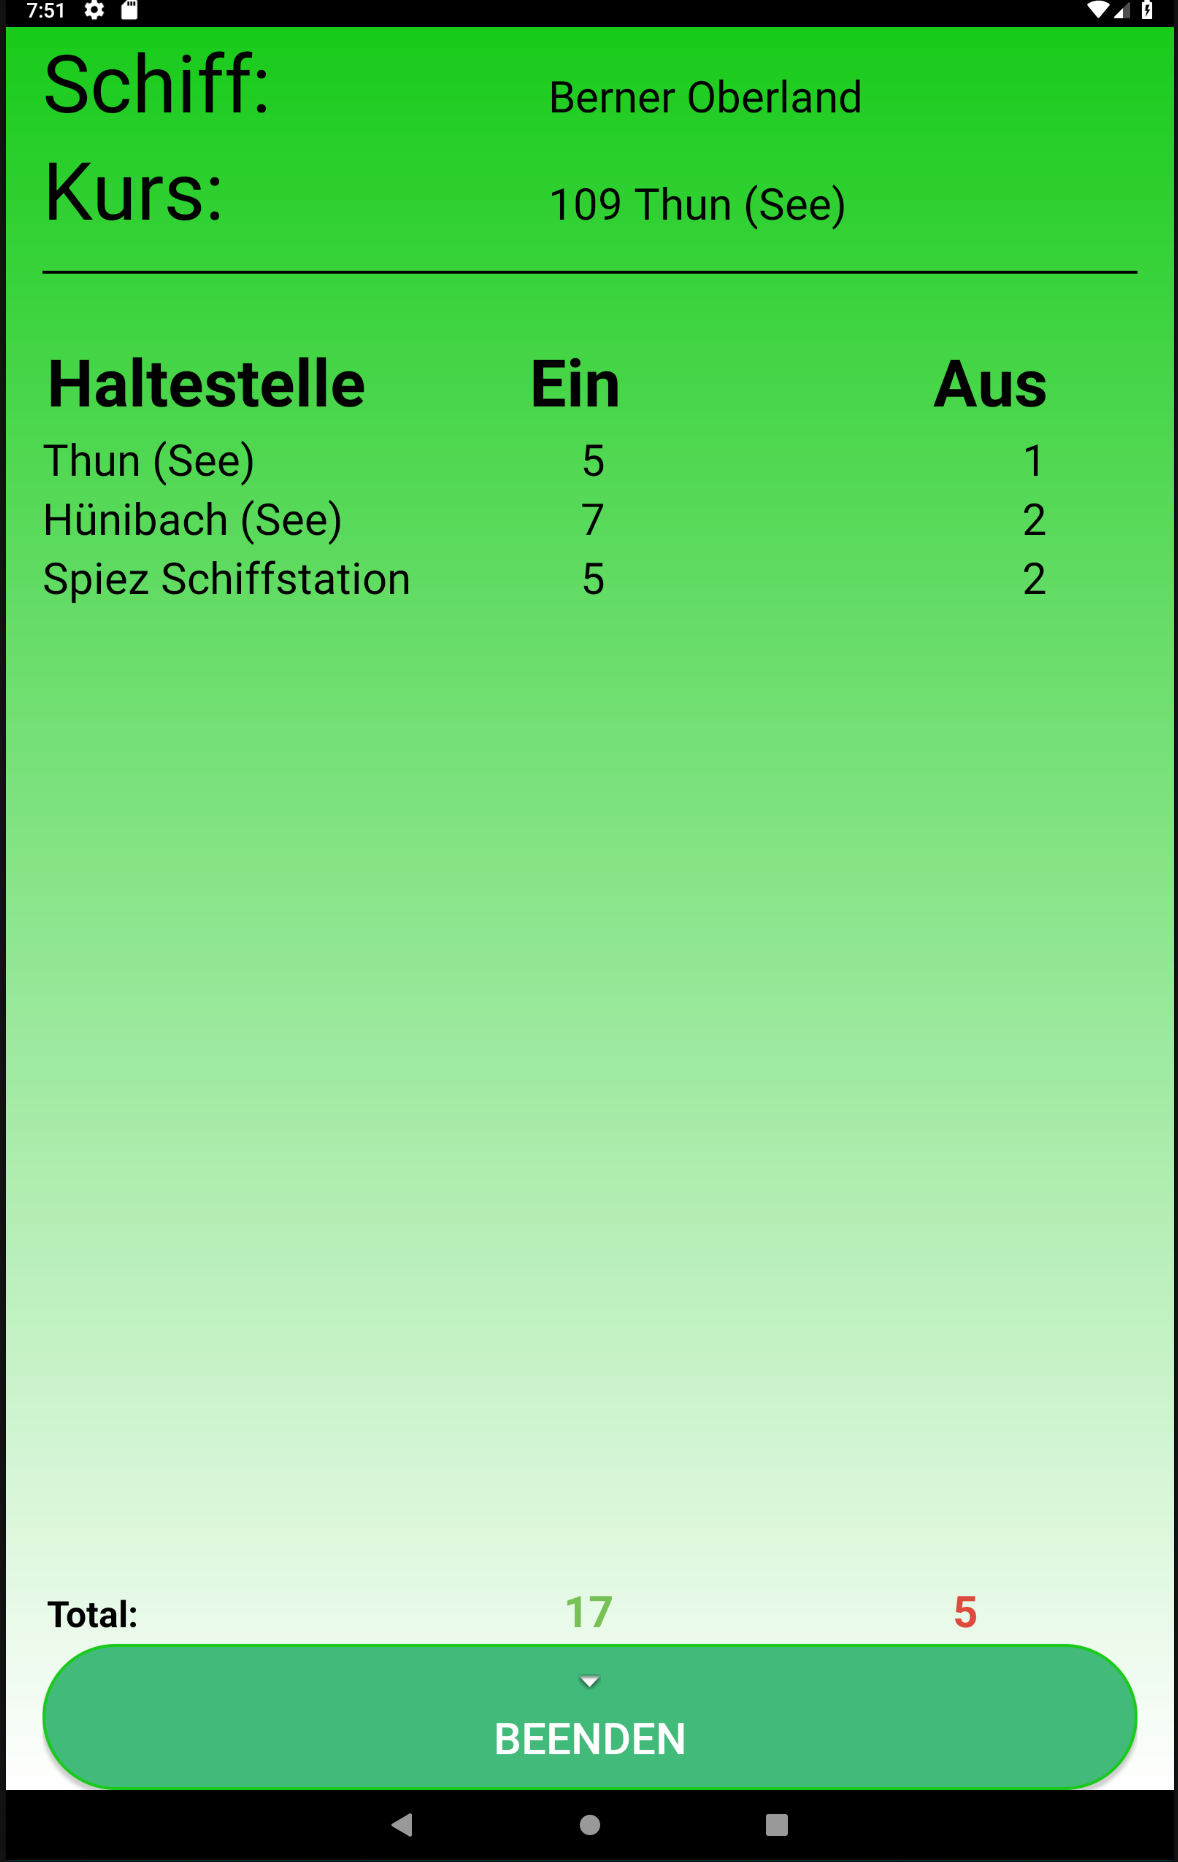 7:51
Schiff: Berner Oberland
Kurs: 109 Thun (See)
Haltestelle Ein Aus
Thun (See) 5 1
Hünibach (See) 7 2
Spiez Schiffstation 5 2
Total: 17 5
BEENDEN